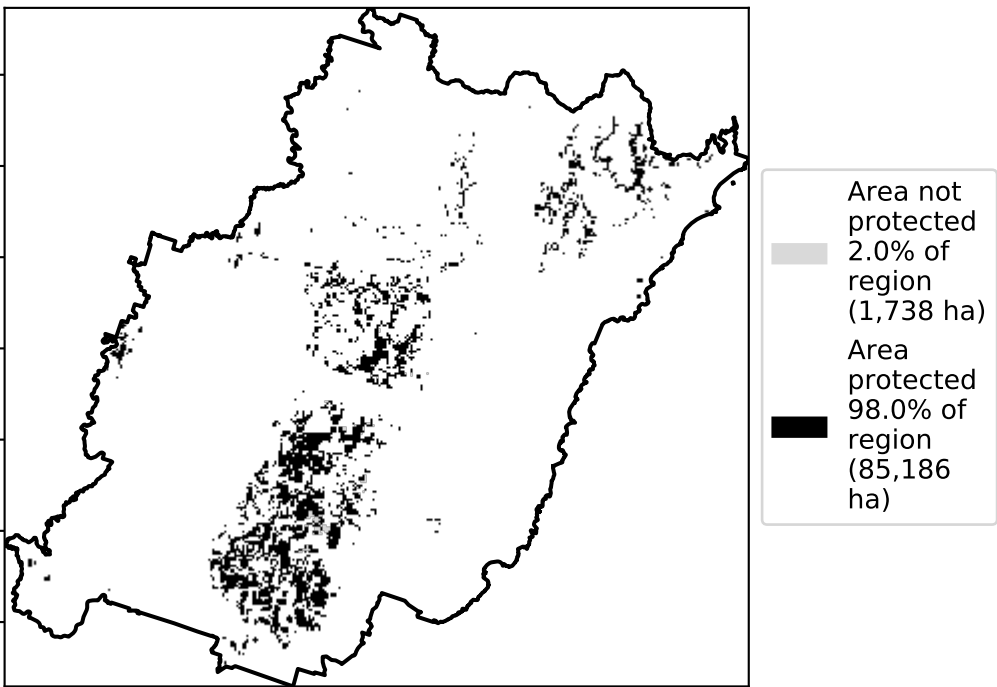 Area not
protected
2.0% of
region
(1,738 ha)
Area
protected
98.0% of
region
(85,186
ha)